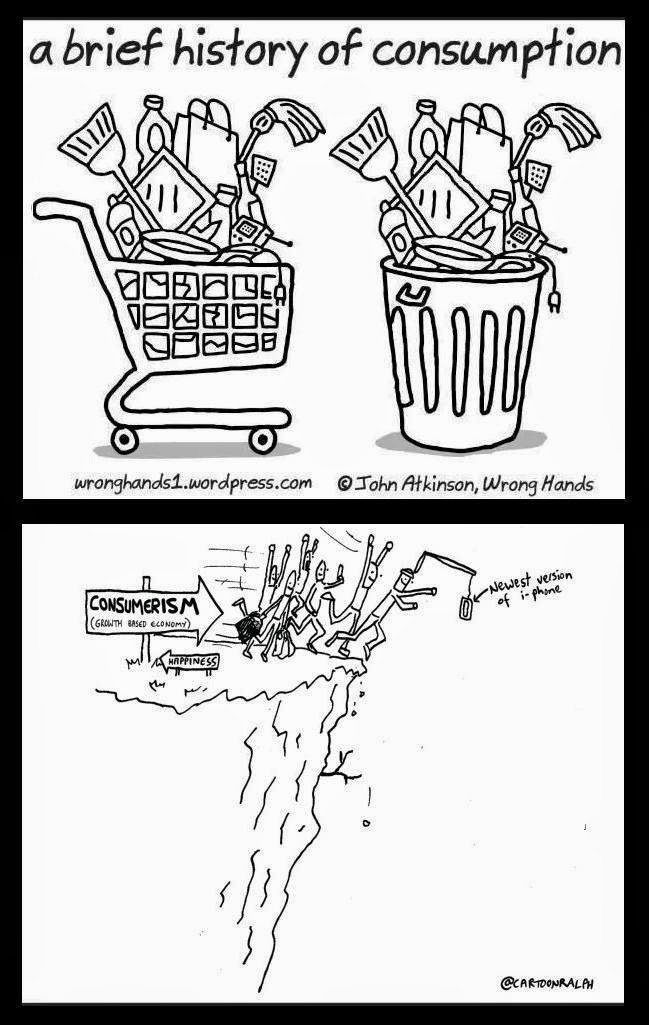 a brief history of consumption
wronghands1.wordpress.com © John Atkinson, Wrong Hands
CONSUMERISM
(GROWTH BASED ECONOMY)
HAPPINESS
Newest version
of i-phone
@CARTOONRALPH